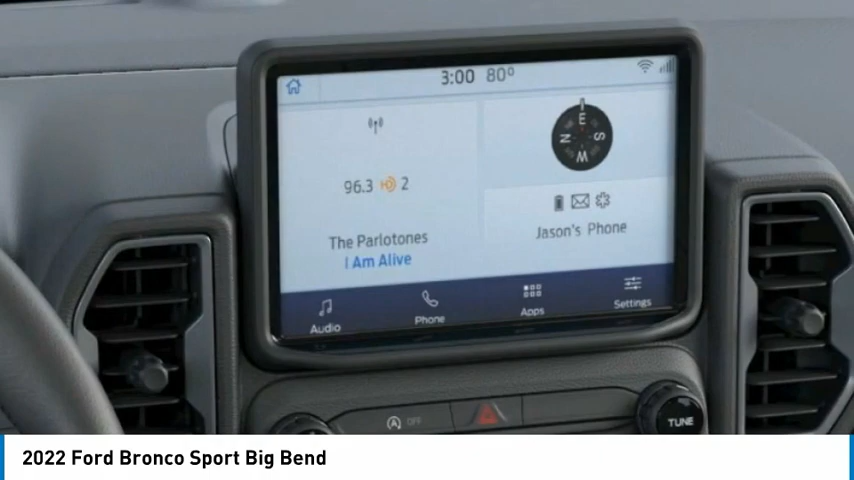 3:00 80°
96.3 HD 2
The Parlotones
I Am Alive
E
N S
W
Jason's Phone
Audio Phone Apps Settings
OFF
TUNE
2022 Ford Bronco Sport Big Bend